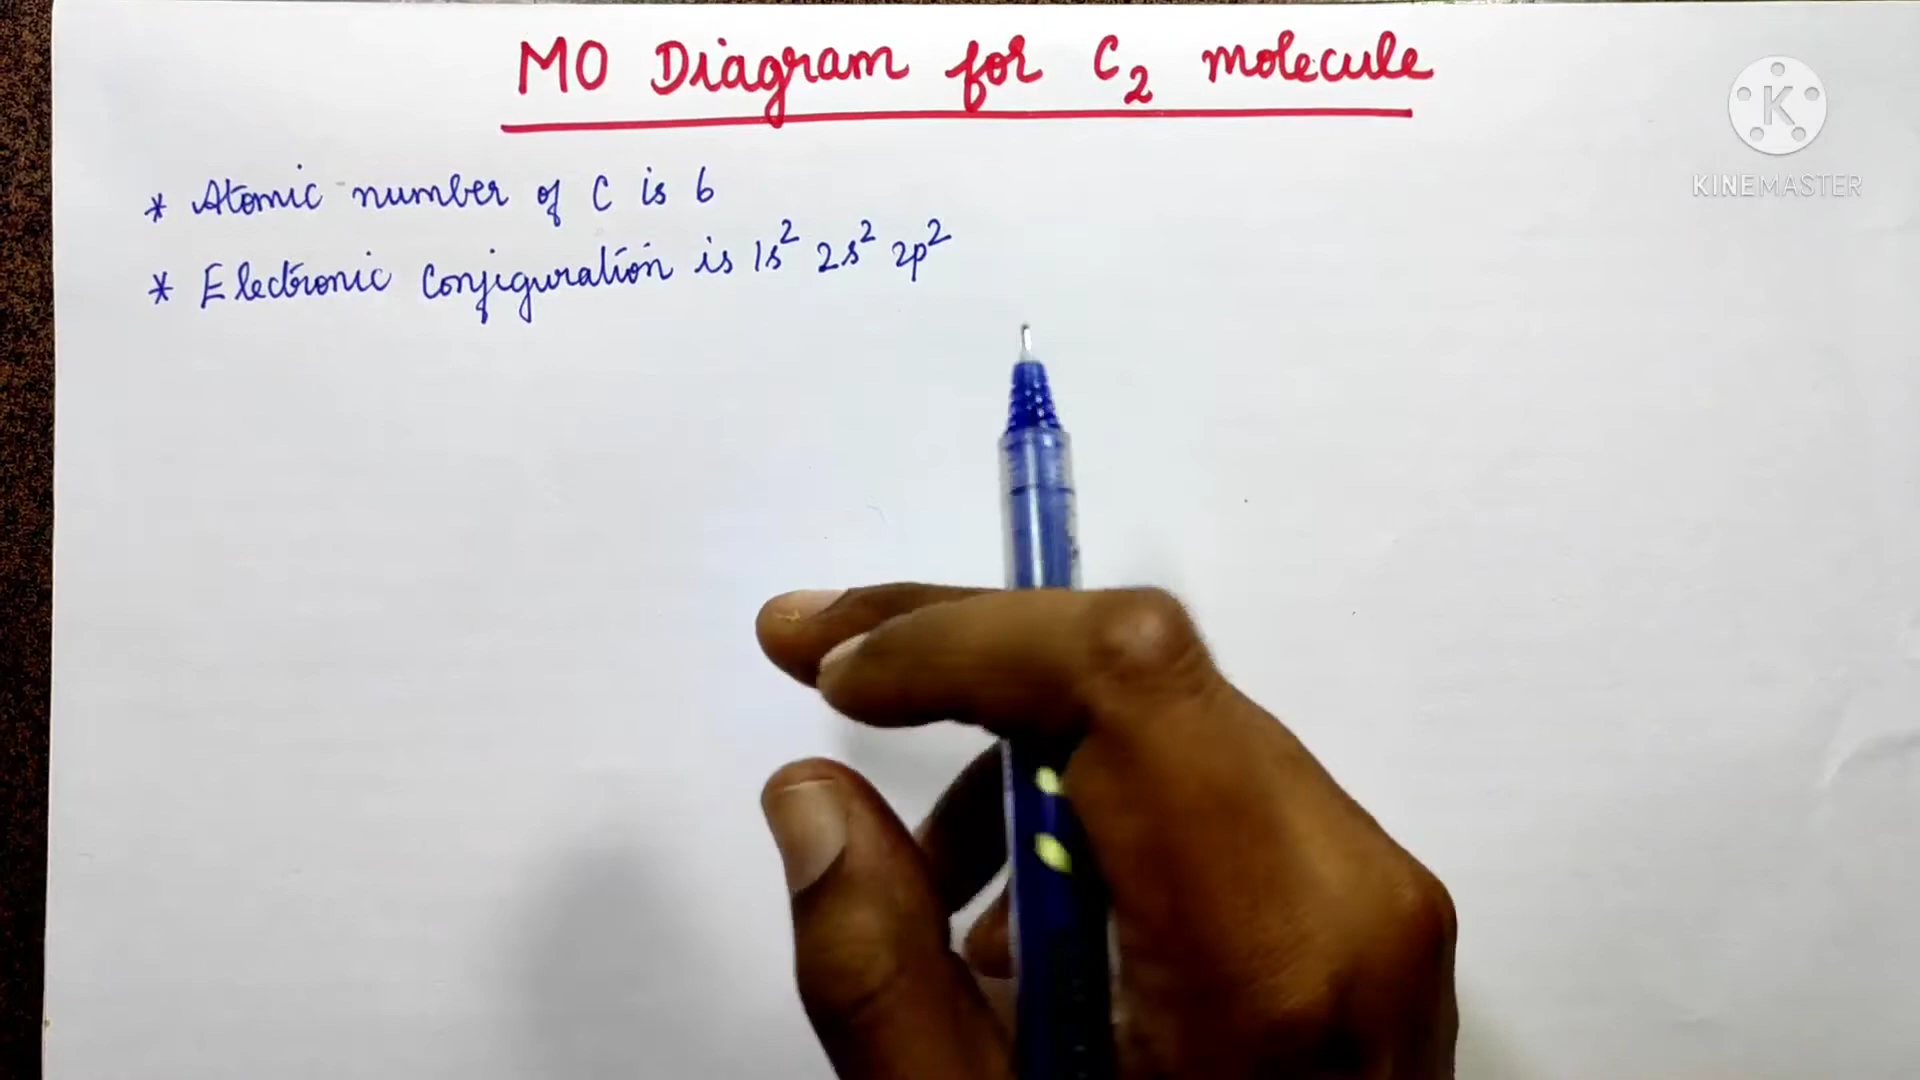 MO Diagram for C₂ molecule
* Atomic number of C is 6
* Electronic Configuration is 1s² 2s² 2p²
K
KINEMASTER